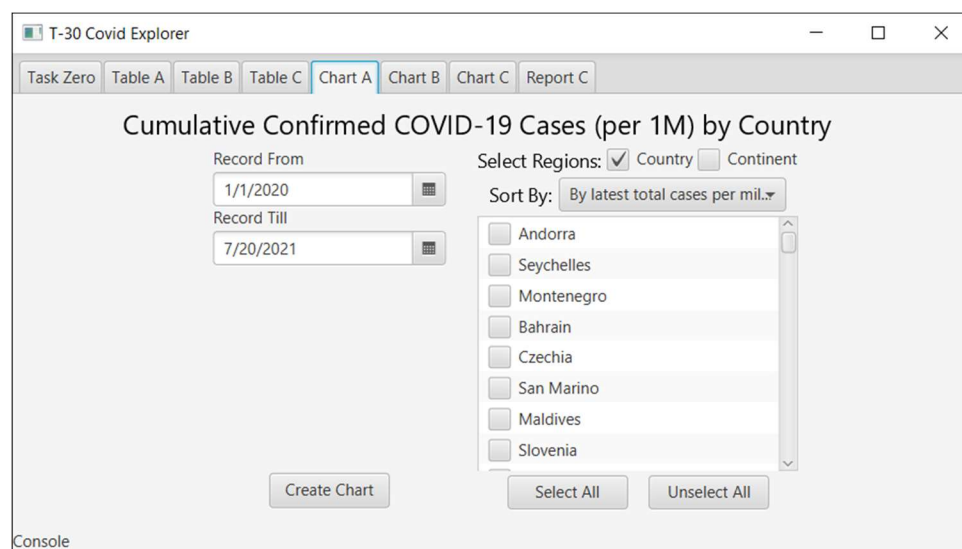 T-30 Covid Explorer
Task Zero Table A Table B Table C Chart A Chart B Chart C Report C
Cumulative Confirmed COVID-19 Cases (per 1M) by Country
Record From
1/1/2020
Record Till
7/20/2021
Create Chart
Select Regions: Country Continent
Sort By: By latest total cases per mil..
Andorra
Seychelles
Montenegro
Bahrain
Czechia
San Marino
Maldives
Slovenia
Select All Unselect All
Console